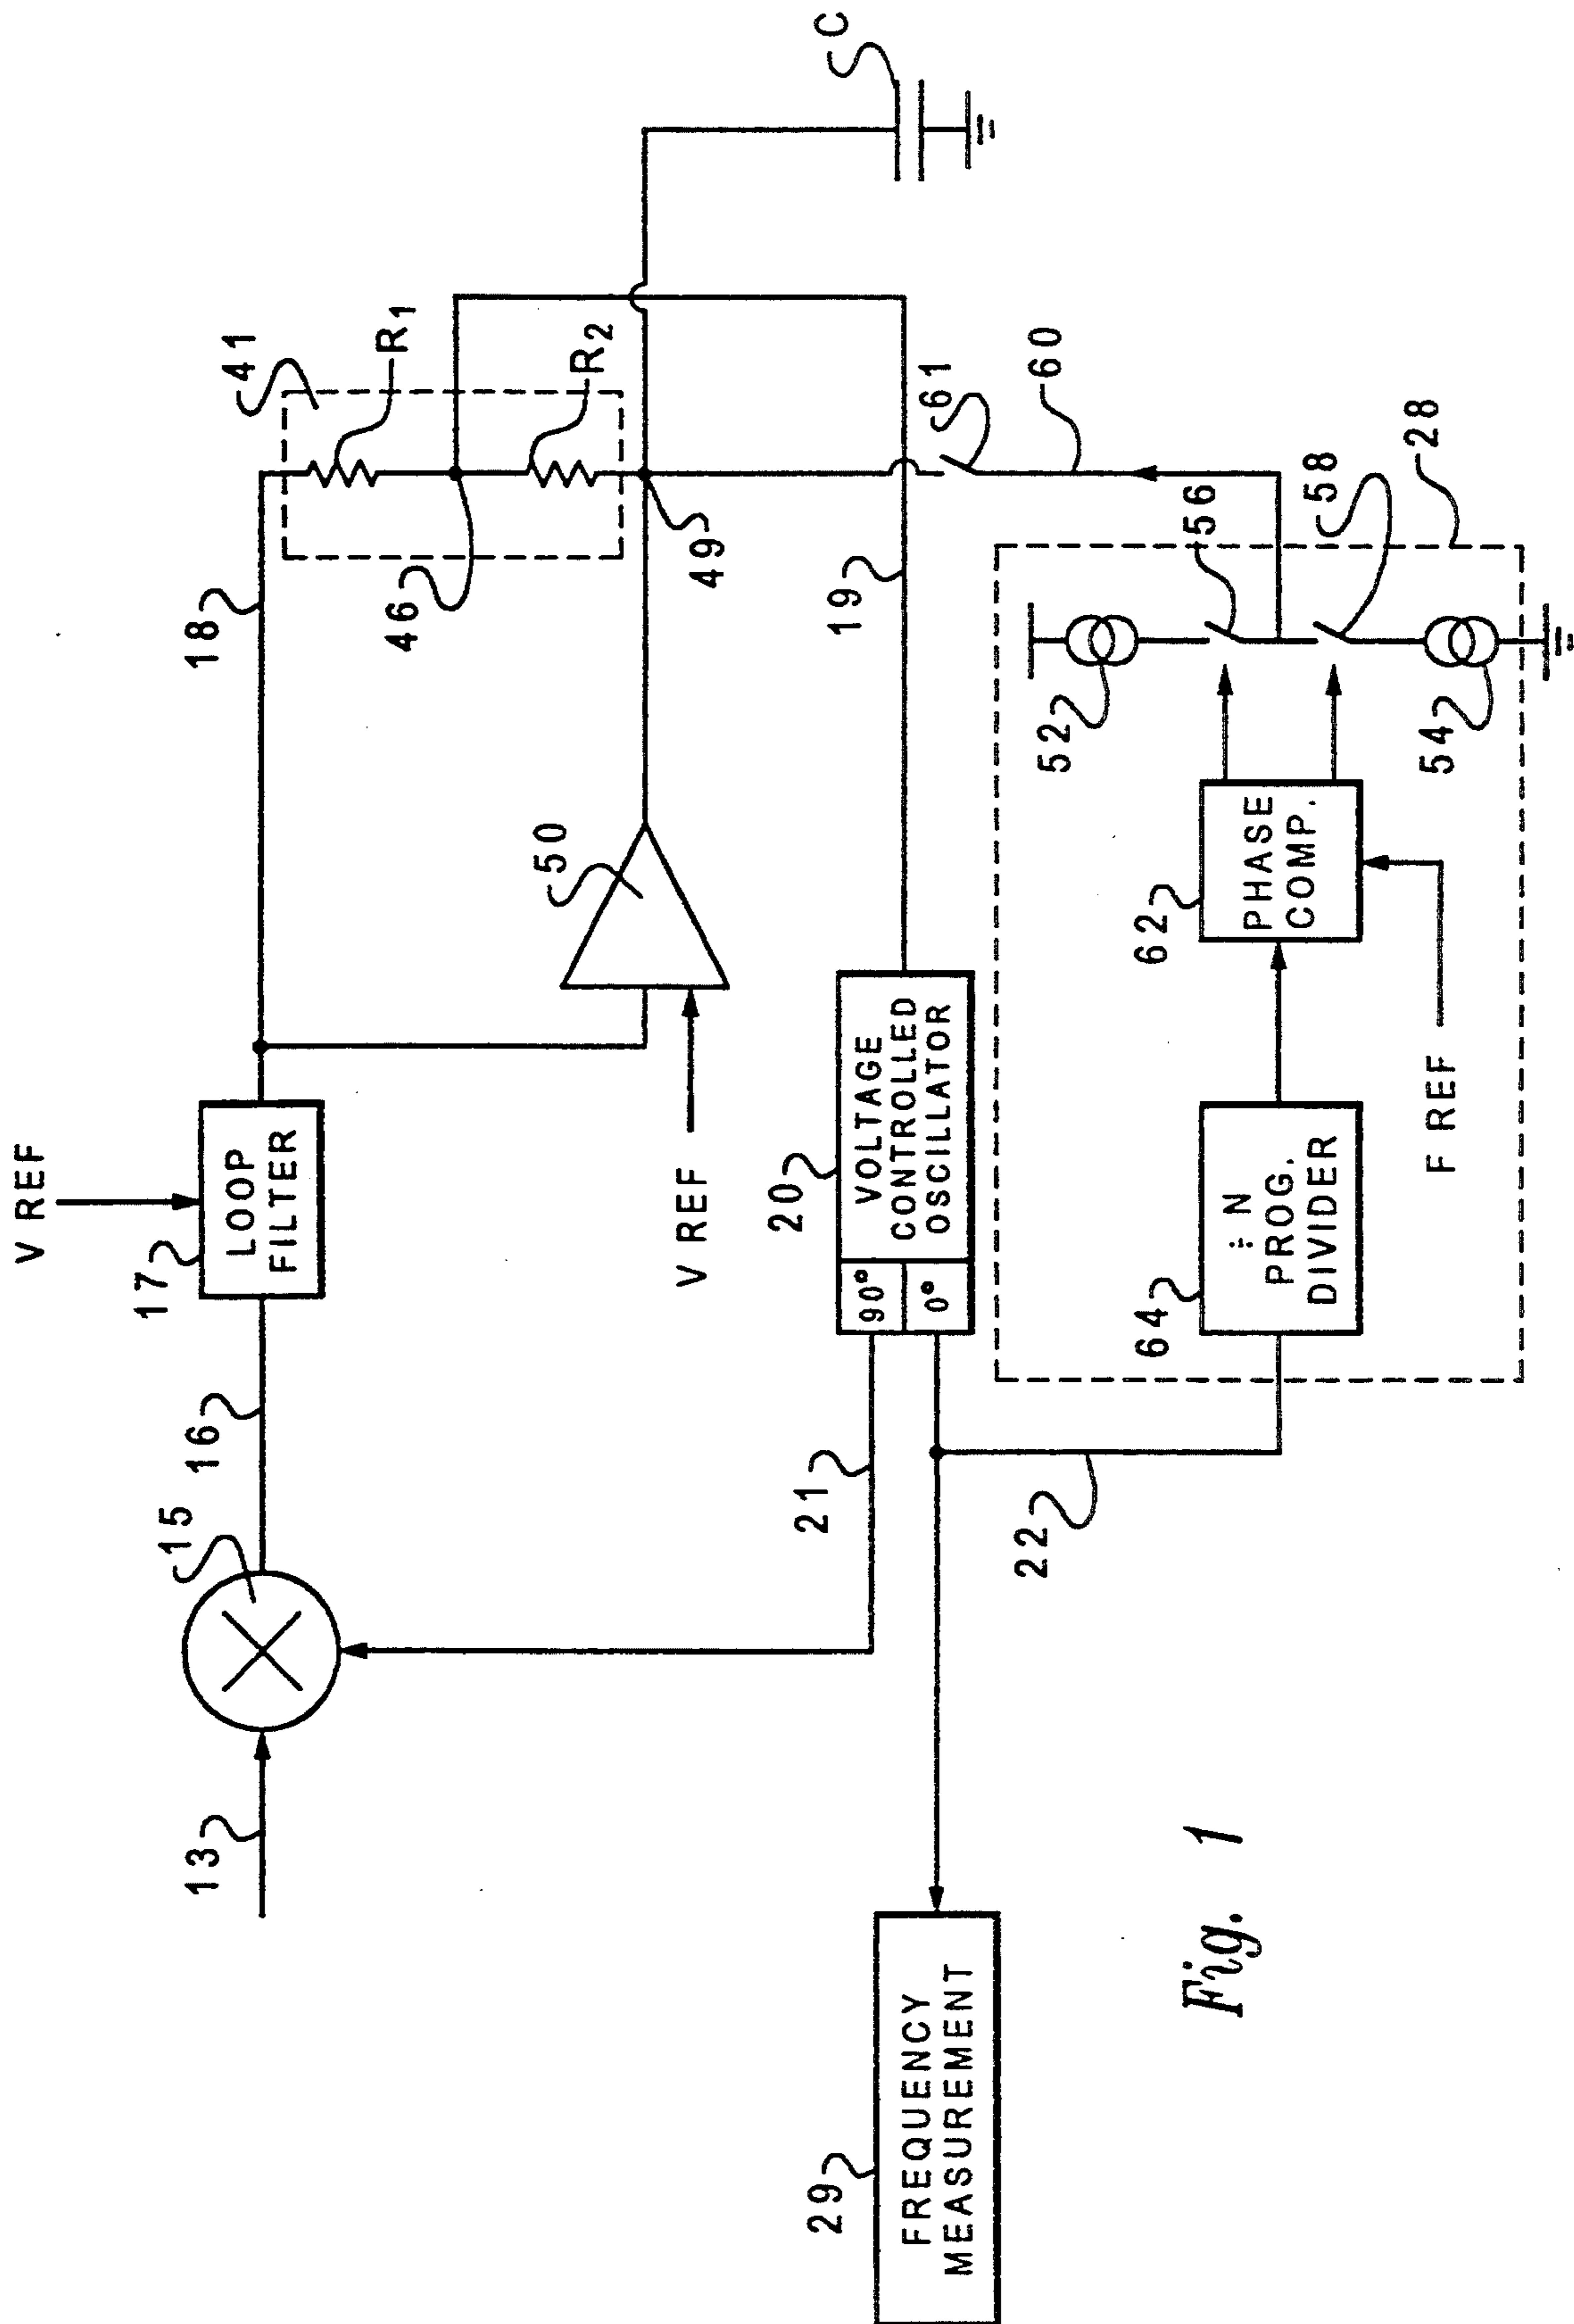 V REF
17
LOOP
FILTER
13
15
16
18
41
R1
R2
46
49
50
V REF
C
29
FREQUENCY
MEASUREMENT
21
22
20
90°
0°
VOLTAGE
CONTROLLED
OSCILLATOR
19
61
60
64
÷ N
PROG.
DIVIDER
62
PHASE
COMP.
F REF
52
54
56
58
28
Fig. 1